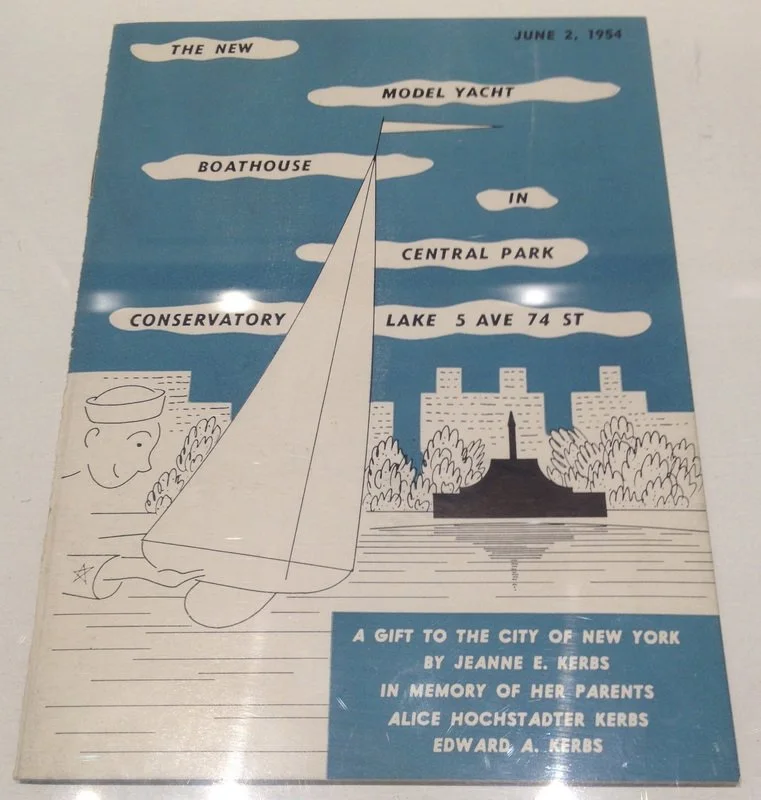 JUNE 2, 1954
THE NEW
MODEL YACHT
BOATHOUSE
IN
CENTRAL PARK
CONSERVATORY LAKE 5 AVE 74 ST
A GIFT TO THE CITY OF NEW YORK
BY JEANNE E. KERBS
IN MEMORY OF HER PARENTS
ALICE HOCHSTADTER KERBS
EDWARD A. KERBS